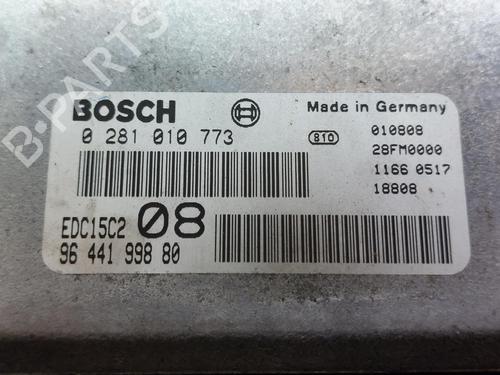 BOSCH
Made in Germany
0 281 010 773
810
010808
28FM0000
1166 0517
18808
EDC15C2 08
96 441 998 80
B-PARTS